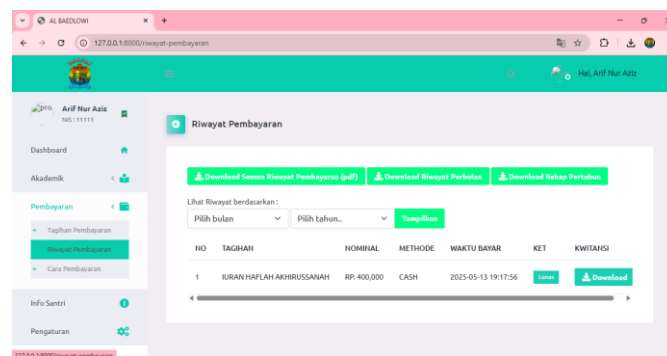 AL BAEDLOWI
127.0.0.1:8000/riwayat-pembayaran
Hai, Arif Nur Aziz
Arif Nur Aziz
NIS : 11111
Riwayat Pembayaran
Dashboard
Akademik
Pembayaran
Tagihan Pembayaran
Riwayat Pembayaran
Cara Pembayaran
Info Santri
Pengaturan
Download Semua Riwayat Pembayaran (pdf)
Download Riwayat Perbulan
Download Rekap Pertahun
Lihat Riwayat berdasarkan :
Pilih bulan
Pilih tahun..
Tampilkan
NO TAGIHAN NOMINAL METHODE WAKTU BAYAR KET KWITANSI
1 IURAN HAFLAH AKHIRUSSANAH RP. 400,000 CASH 2025-05-13 19:17:56 Lunas Download
127.0.0.1:8000/riwayat-pembayaran